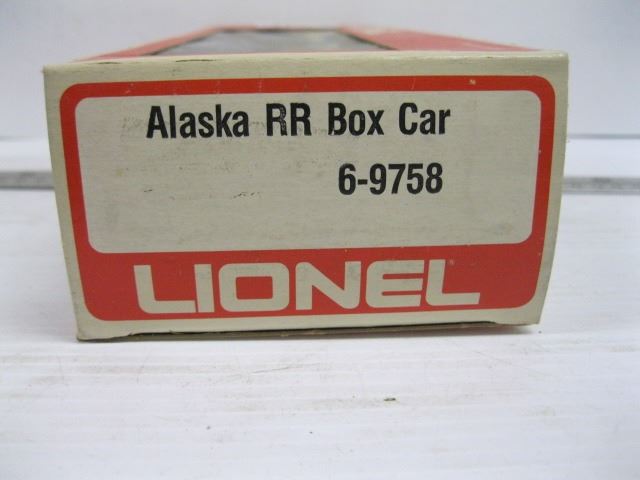 Alaska RR Box Car
6-9758
LIONEL